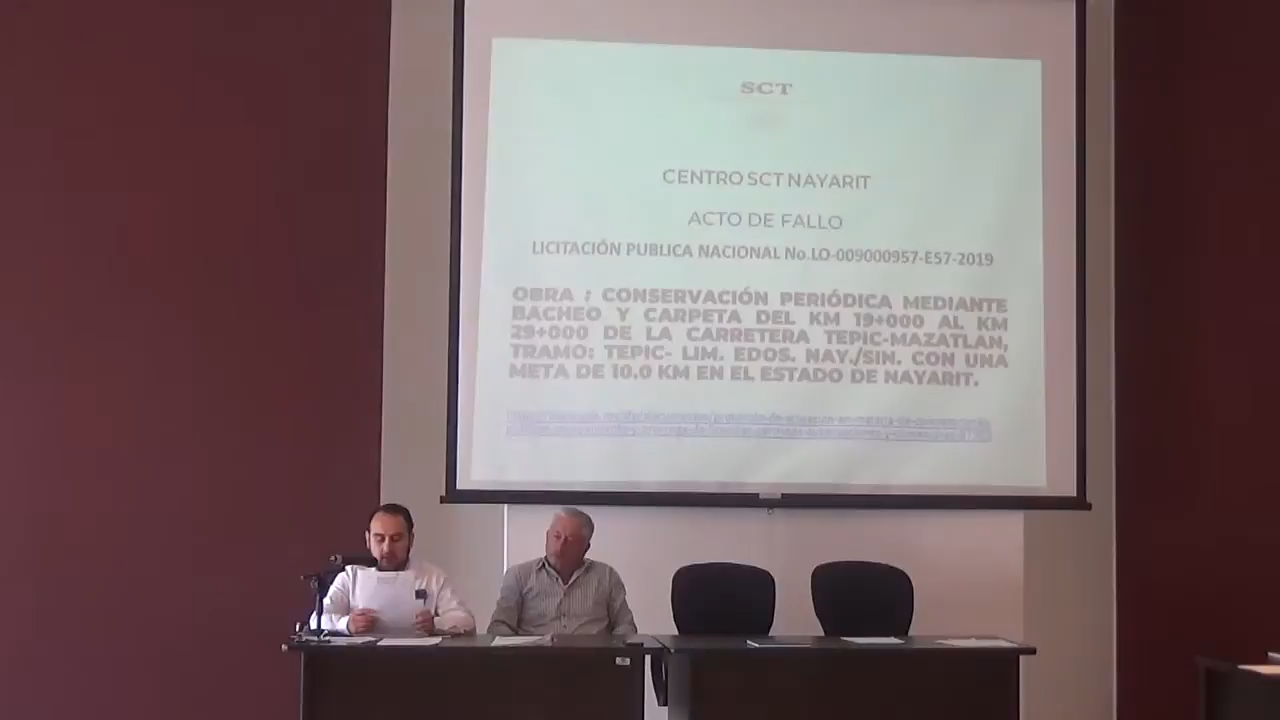 SCT
CENTRO SCT NAYARIT
ACTO DE FALLO
LICITACIÓN PUBLICA NACIONAL No.LO-009000957-E57-2019
OBRA : CONSERVACIÓN PERIÓDICA MEDIANTE
BACHEO Y CARPETA DEL KM 19+000 AL KM
29+000 DE LA CARRETERA TEPIC-MAZATLAN,
TRAMO: TEPIC- LIM. EDOS. NAY./SIN. CON UNA
META DE 10.0 KM EN EL ESTADO DE NAYARIT.